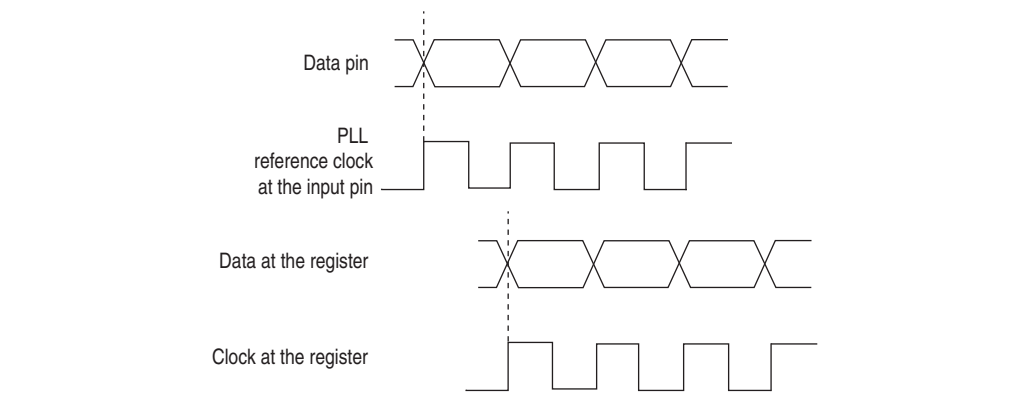 Data pin
PLL
reference clock
at the input pin
Data at the register
Clock at the register